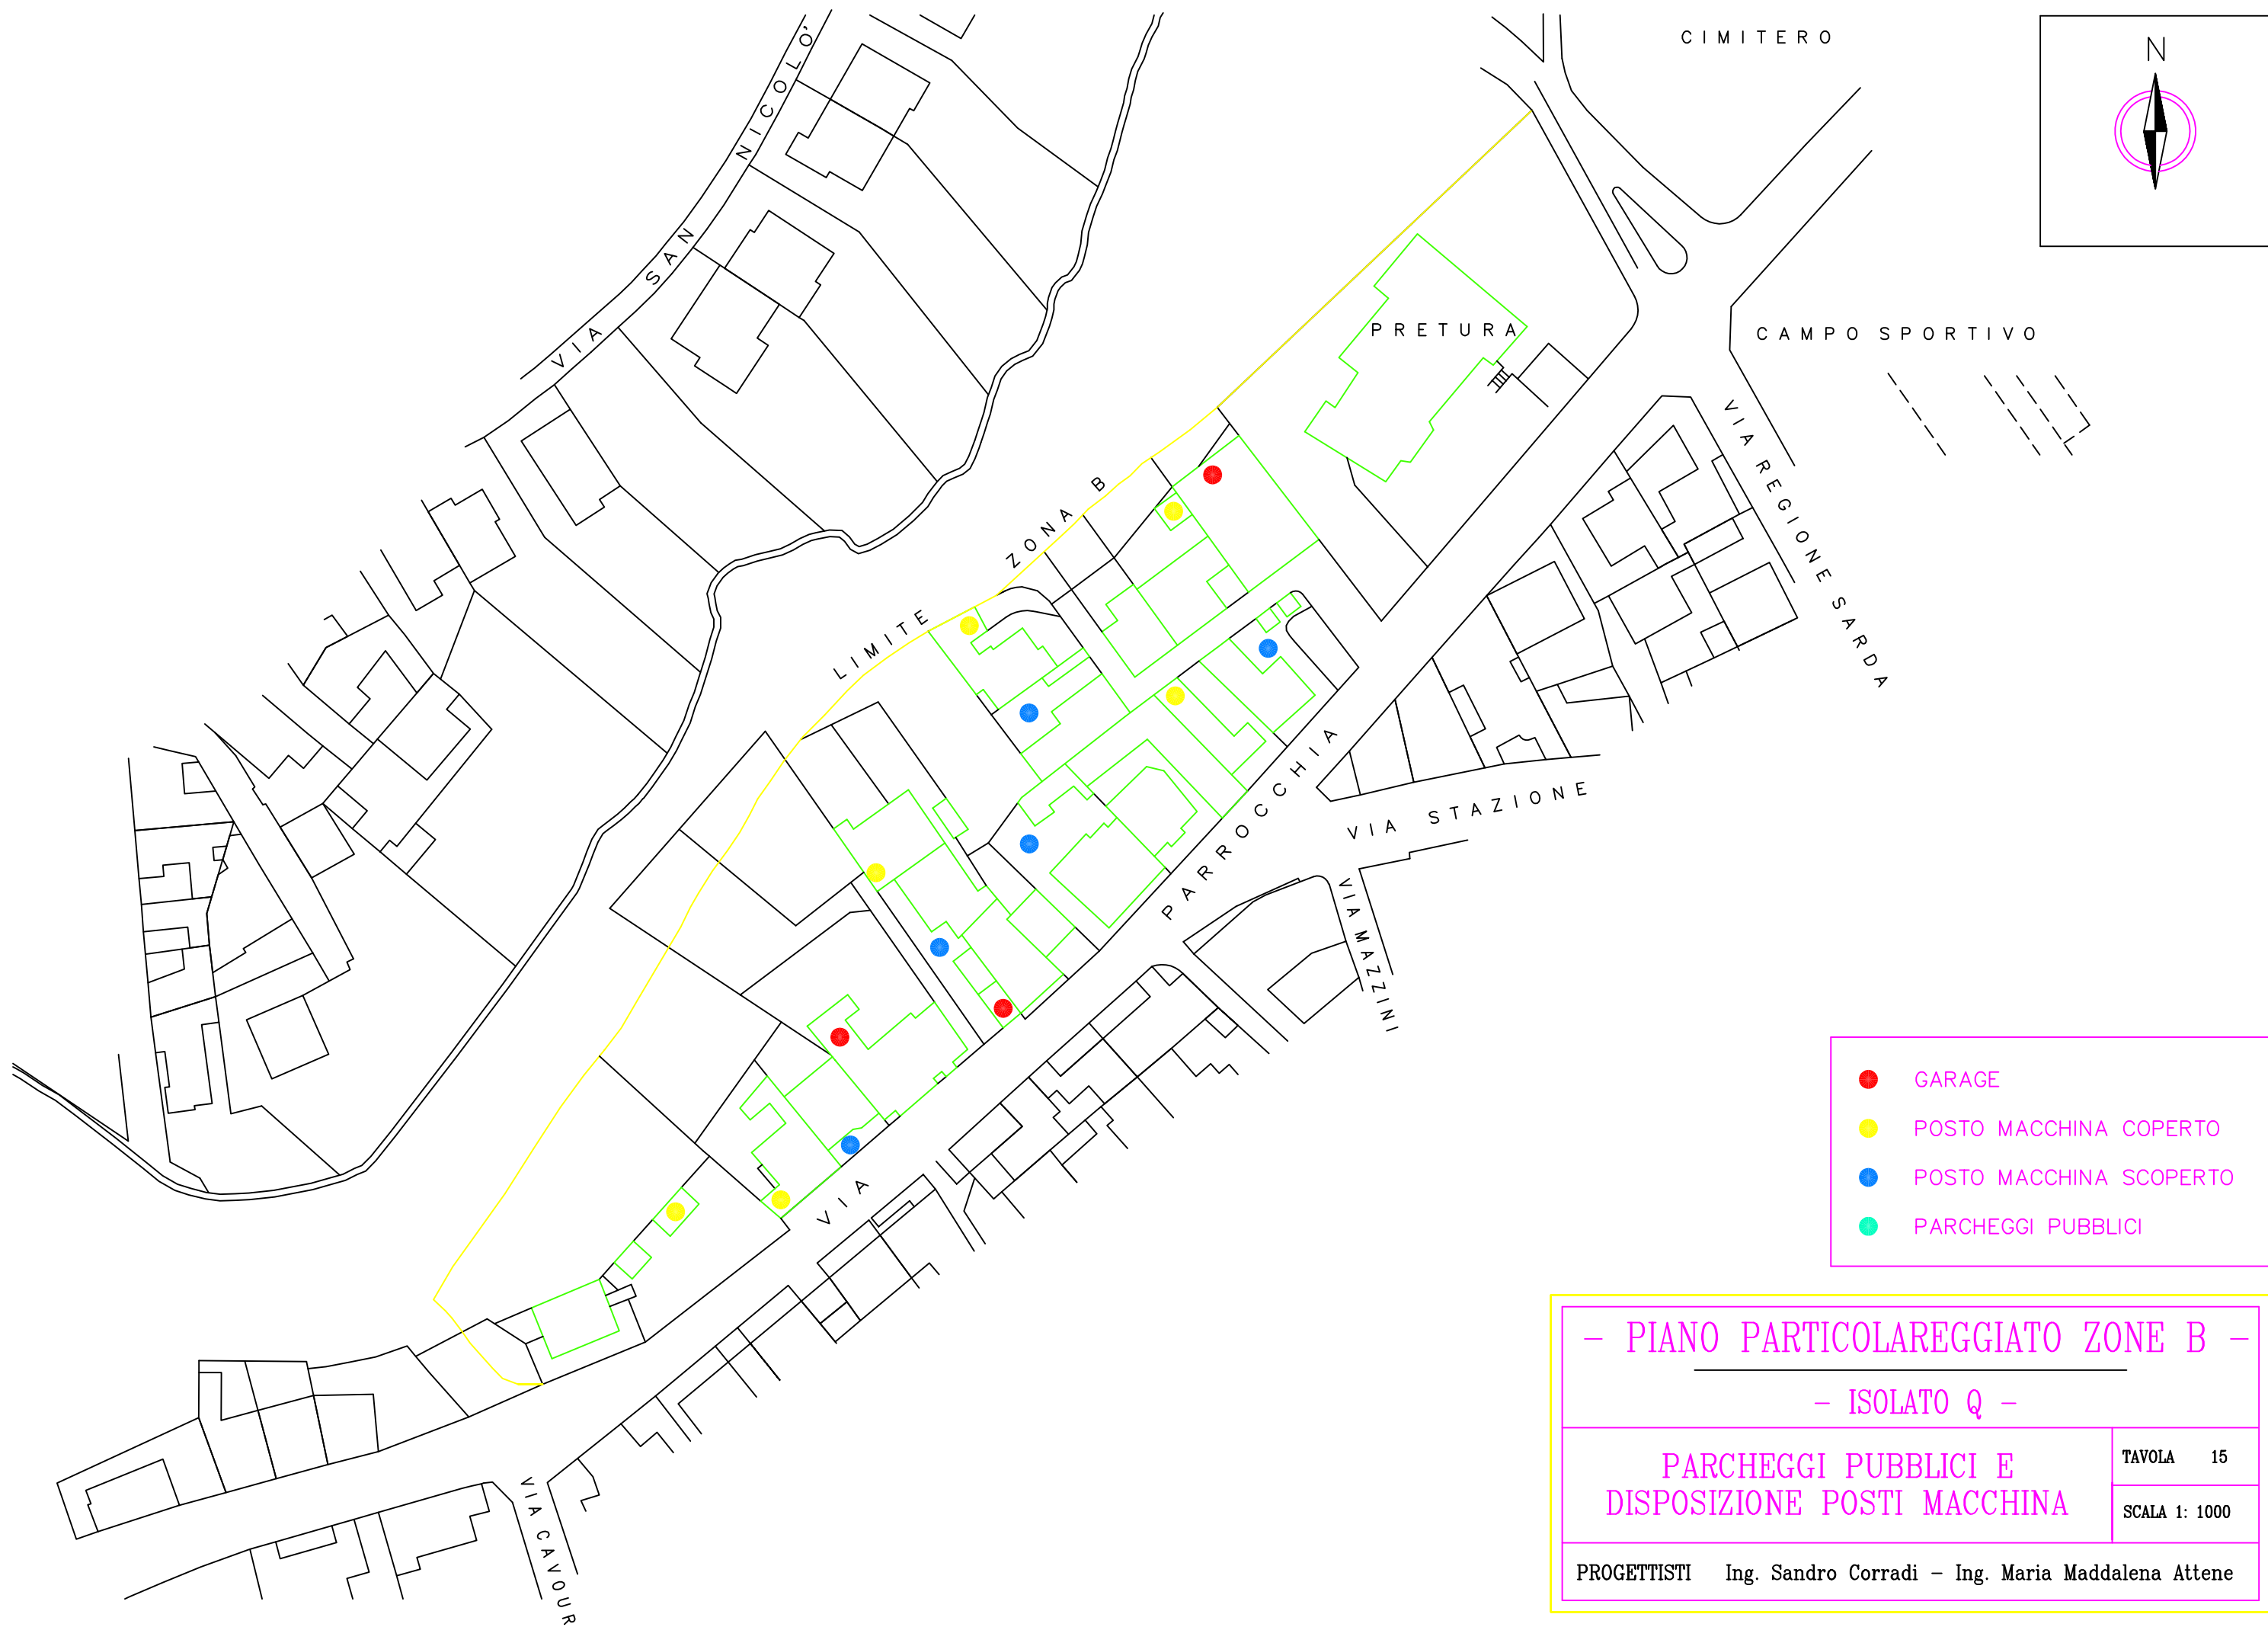 CIMITERO
N
VIA SAN NICOLO'
PRETURA
CAMPO SPORTIVO
VIA REGIONE SARDA
LIMITE ZONA B
VIA PARROCCHIA
VIA STAZIONE
VIA MAZZINI
VIA CAVOUR
GARAGE
POSTO MACCHINA COPERTO
POSTO MACCHINA SCOPERTO
PARCHEGGI PUBBLICI
– PIANO PARTICOLAREGGIATO ZONE B –
– ISOLATO Q –
PARCHEGGI PUBBLICI E
DISPOSIZIONE POSTI MACCHINA
TAVOLA 15
SCALA 1: 1000
PROGETTISTI Ing. Sandro Corradi – Ing. Maria Maddalena Attene